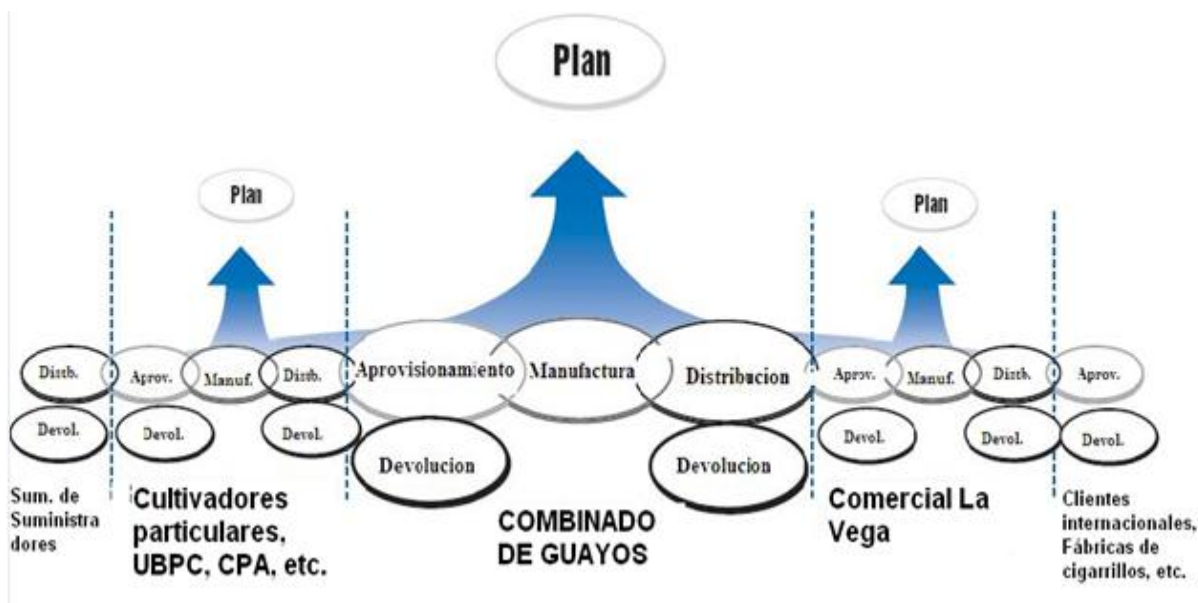 Plan
Plan
Plan
Distb.
Aprov.
Manuf.
Distb.
Aprovisionamiento
Manufactura
Distribucion
Aprov.
Manuf.
Distb.
Aprov.
Devol.
Devol.
Devol.
Devolucion
Devolucion
Devol.
Devol.
Devol.
Sum. de
Suministra
dores
Cultivadores
particulares,
UBPC, CPA, etc.
COMBINADO
DE GUAYOS
Comercial La
Vega
Clientes
internacionales,
Fábricas de
cigarrillos, etc.